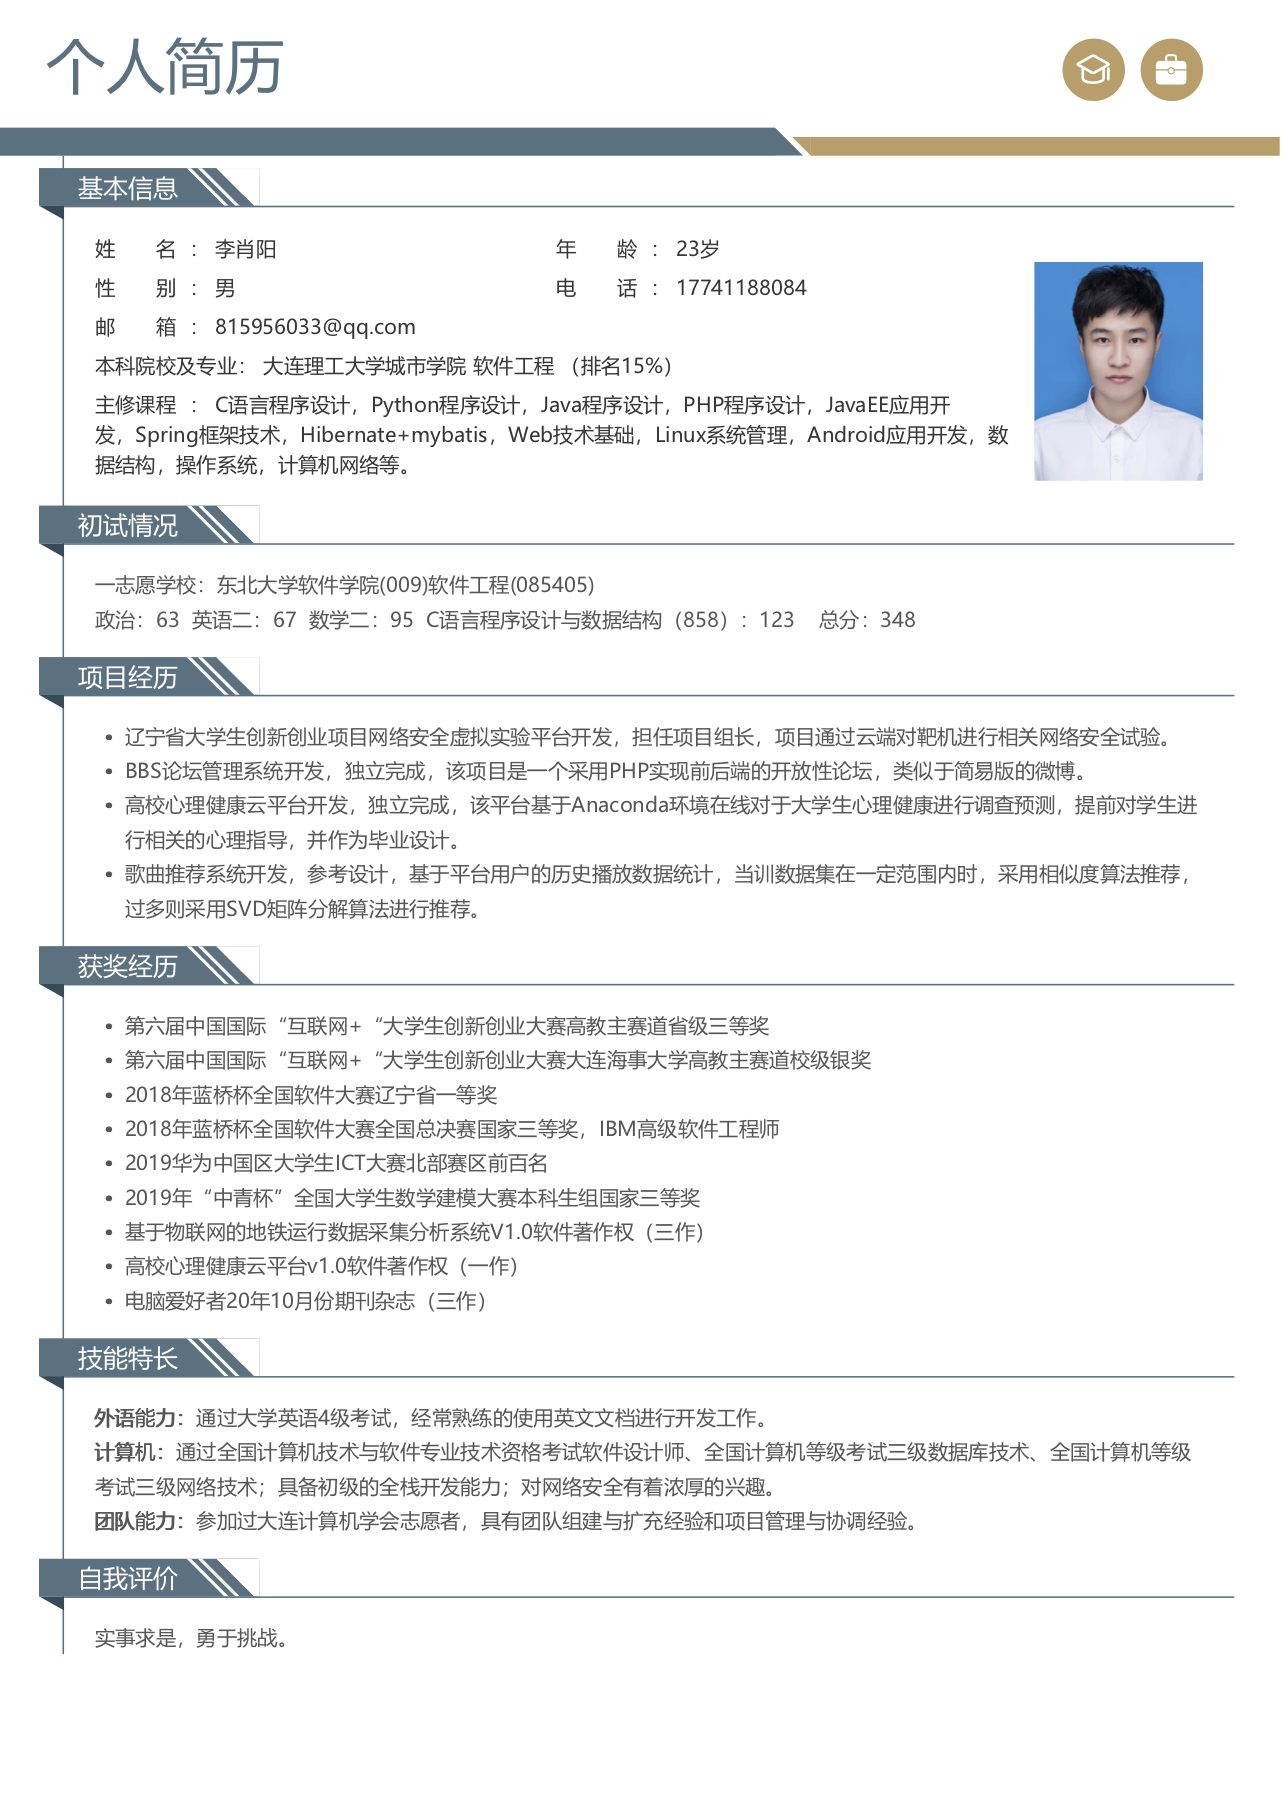 个人简历
基本信息
姓 名 : 李肖阳 年 龄 : 23岁
性 别 : 男 电 话 : 17741188084
邮 箱 : 815956033@qq.com
本科院校及专业： 大连理工大学城市学院 软件工程 （排名15%）
主修课程 ： C语言程序设计，Python程序设计，Java程序设计，PHP程序设计，JavaEE应用开
发，Spring框架技术，Hibernate+mybatis，Web技术基础，Linux系统管理，Android应用开发，数
据结构，操作系统，计算机网络等。
初试情况
一志愿学校：东北大学软件学院(009)软件工程(085405)
政治：63 英语二：67 数学二：95 C语言程序设计与数据结构（858）: 123 总分：348
项目经历
• 辽宁省大学生创新创业项目网络安全虚拟实验平台开发，担任项目组长，项目通过云端对靶机进行相关网络安全试验。
• BBS论坛管理系统开发，独立完成，该项目是一个采用PHP实现前后端的开放性论坛，类似于简易版的微博。
• 高校心理健康云平台开发，独立完成，该平台基于Anaconda环境在线对于大学生心理健康进行调查预测，提前对学生进
行相关的心理指导，并作为毕业设计。
• 歌曲推荐系统开发，参考设计，基于平台用户的历史播放数据统计，当训数据集在一定范围内时，采用相似度算法推荐，
过多则采用SVD矩阵分解算法进行推荐。
获奖经历
• 第六届中国国际“互联网+“大学生创新创业大赛高教主赛道省级三等奖
• 第六届中国国际“互联网+“大学生创新创业大赛大连海事大学高教主赛道校级银奖
• 2018年蓝桥杯全国软件大赛辽宁省一等奖
• 2018年蓝桥杯全国软件大赛全国总决赛国家三等奖，IBM高级软件工程师
• 2019华为中国区大学生ICT大赛北部赛区前百名
• 2019年“中青杯”全国大学生数学建模大赛本科生组国家三等奖
• 基于物联网的地铁运行数据采集分析系统V1.0软件著作权（三作）
• 高校心理健康云平台v1.0软件著作权（一作）
• 电脑爱好者20年10月份期刊杂志（三作）
技能特长
外语能力：通过大学英语4级考试，经常熟练的使用英文文档进行开发工作。
计算机：通过全国计算机技术与软件专业技术资格考试软件设计师、全国计算机等级考试三级数据库技术、全国计算机等级
考试三级网络技术；具备初级的全栈开发能力；对网络安全有着浓厚的兴趣。
团队能力：参加过大连计算机学会志愿者，具有团队组建与扩充经验和项目管理与协调经验。
自我评价
实事求是，勇于挑战。